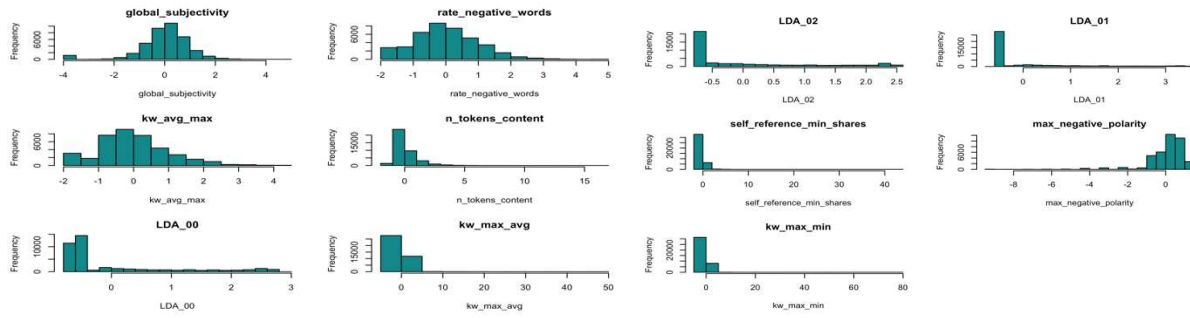 global_subjectivity
Frequency
0 6000
-4 -2 0 2 4
global_subjectivity
rate_negative_words
Frequency
0 6000
-2 -1 0 1 2 3 4 5
rate_negative_words
LDA_02
Frequency
0 15000
-0.5 0.0 0.5 1.0 1.5 2.0 2.5
LDA_02
LDA_01
Frequency
0 15000
0 1 2 3
LDA_01
kw_avg_max
Frequency
0 6000
-2 -1 0 1 2 3 4
kw_avg_max
n_tokens_content
Frequency
0 15000
0 5 10 15
n_tokens_content
self_reference_min_shares
Frequency
0 20000
0 10 20 30 40
self_reference_min_shares
max_negative_polarity
Frequency
0 6000
-8 -6 -4 -2 0
max_negative_polarity
LDA_00
Frequency
0 10000
0 1 2 3
LDA_00
kw_max_avg
Frequency
0 15000
0 10 20 30 40 50
kw_max_avg
kw_max_min
Frequency
0 20000
0 20 40 60 80
kw_max_min